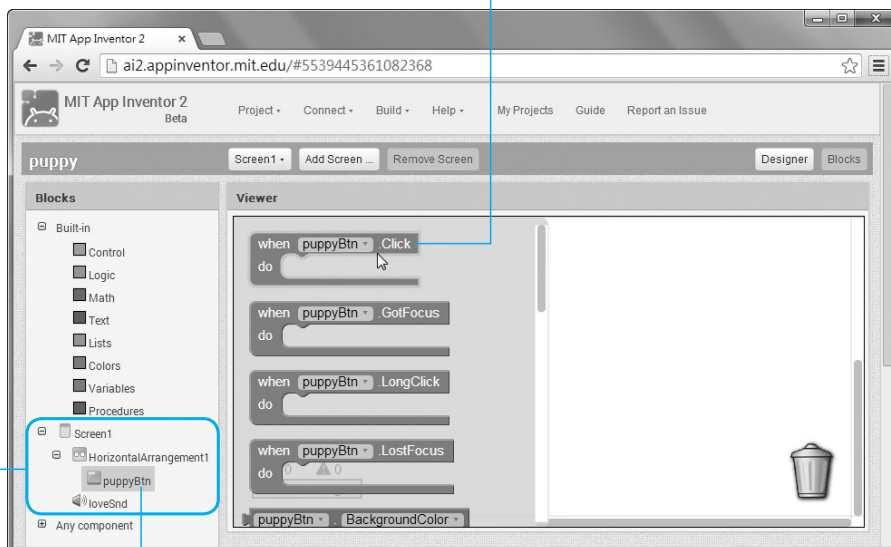 MIT App Inventor 2
ai2.appinventor.mit.edu/#5539445361082368
MIT App Inventor 2
Beta
Project
Connect
Build
Help
My Projects
Guide
Report an Issue
puppy
Screen1
Add Screen ...
Remove Screen
Designer
Blocks
Blocks
Viewer
Built-in
Control
Logic
Math
Text
Lists
Colors
Variables
Procedures
Screen1
HorizontalArrangement1
puppyBtn
loveSnd
Any component
when puppyBtn .Click
do
when puppyBtn .GotFocus
do
when puppyBtn .LongClick
do
when puppyBtn .LostFocus
do
0 0
puppyBtn . BackgroundColor